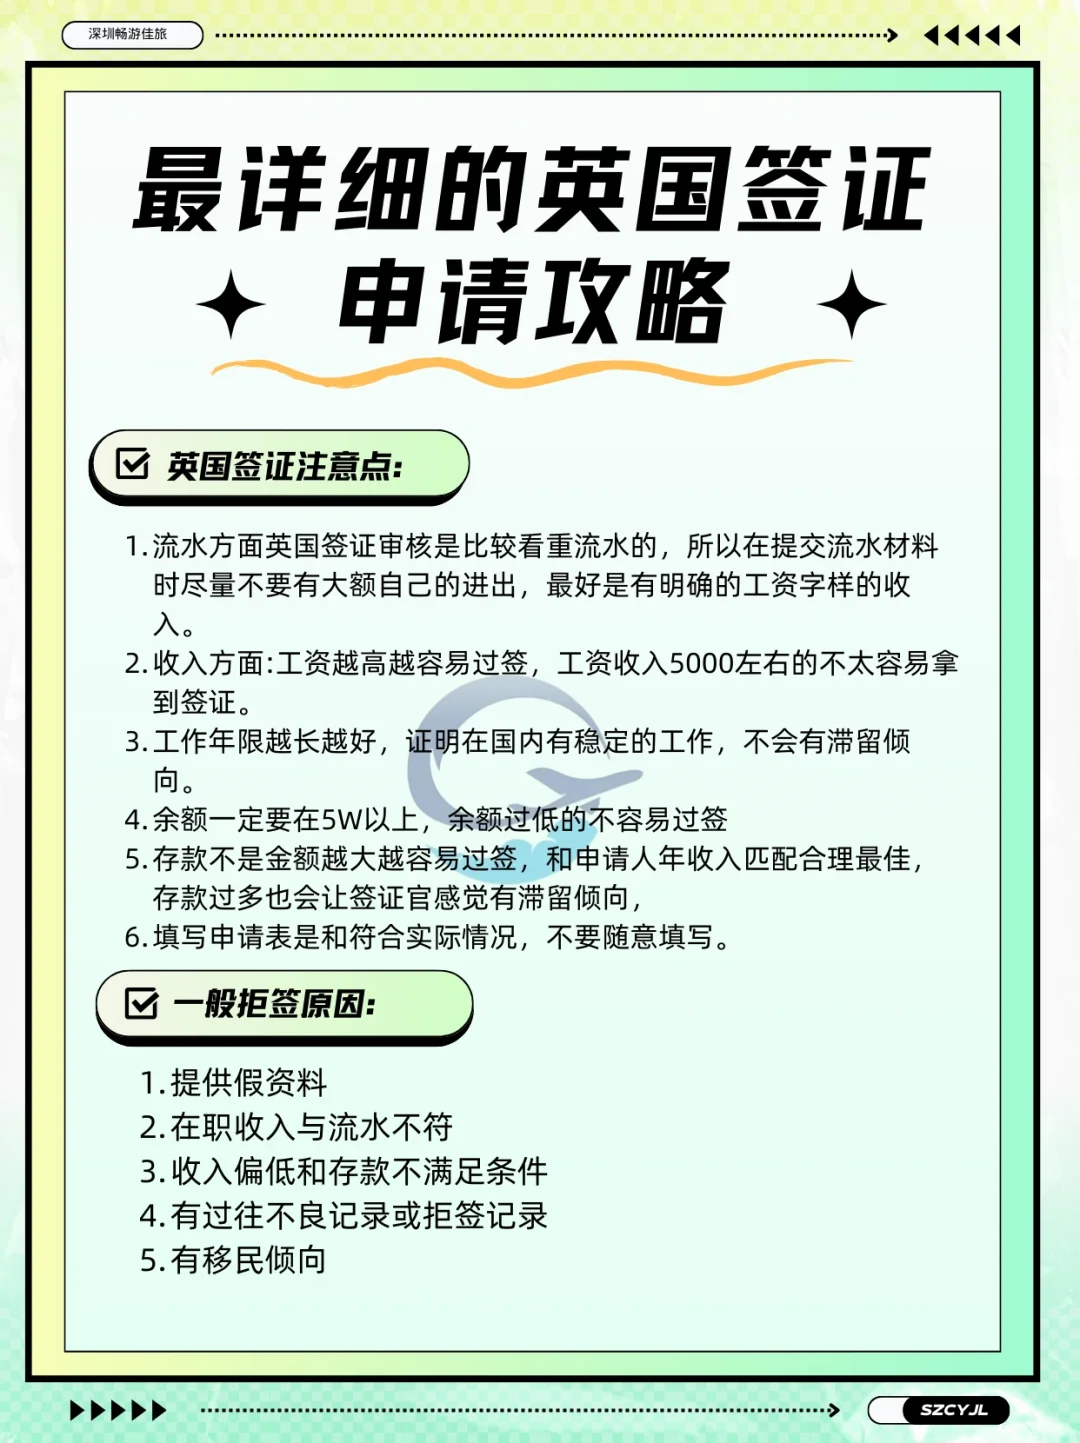 深圳畅游佳旅
最详细的英国签证
申请攻略
英国签证注意点:
1.流水方面英国签证审核是比较看重流水的，所以在提交流水材料
时尽量不要有大额自己的进出，最好是有明确的工资字样的收
入。
2.收入方面:工资越高越容易过签，工资收入5000左右的不太容易拿
到签证。
3.工作年限越长越好，证明在国内有稳定的工作，不会有滞留倾
向。
4.余额一定要在5W以上，余额过低的不容易过签
5.存款不是金额越大越容易过签，和申请人年收入匹配合理最佳，
存款过多也会让签证官感觉有滞留倾向，
6.填写申请表是和符合实际情况，不要随意填写。
一般拒签原因:
1.提供假资料
2.在职收入与流水不符
3.收入偏低和存款不满足条件
4.有过往不良记录或拒签记录
5.有移民倾向
SZCYJL